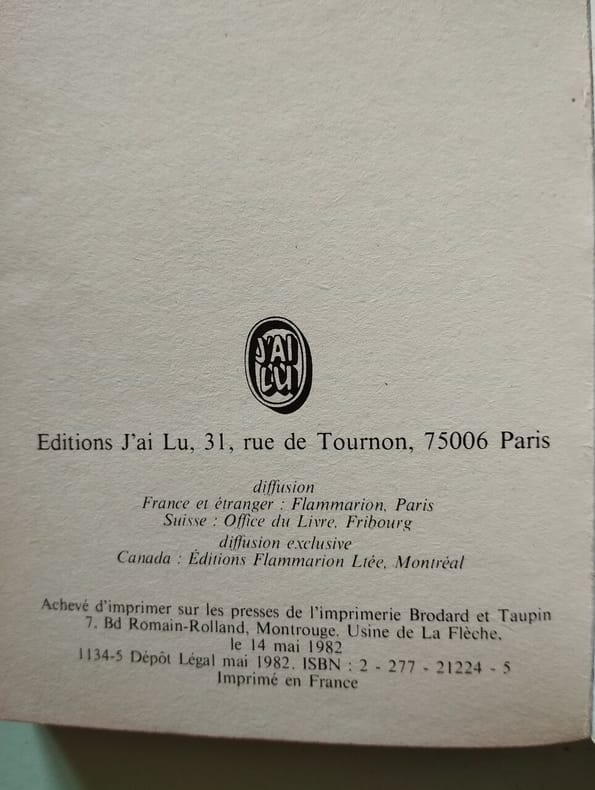 J'AI
LU
Editions J'ai Lu, 31, rue de Tournon, 75006 Paris
diffusion
France et étranger : Flammarion, Paris
Suisse : Office du Livre, Fribourg
diffusion exclusive
Canada : Éditions Flammarion Ltée, Montréal
Achevé d'imprimer sur les presses de l'imprimerie Brodard et Taupin
7, Bd Romain-Rolland, Montrouge. Usine de La Flèche,
le 14 mai 1982
1134-5 Dépôt Légal mai 1982. ISBN : 2 - 277 - 21224 - 5
Imprimé en France